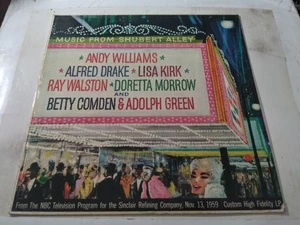 MUSIC FROM SHUBERT ALLEY
ANDY WILLIAMS
ALFRED DRAKE * LISA KIRK
RAY WALSTON * DORETTA MORROW
AND
BETTY COMDEN & ADOLPH GREEN
From The NBC Television Program for the Sinclair Refining Company, Nov 13, 1959 Custom High Fidelity LP